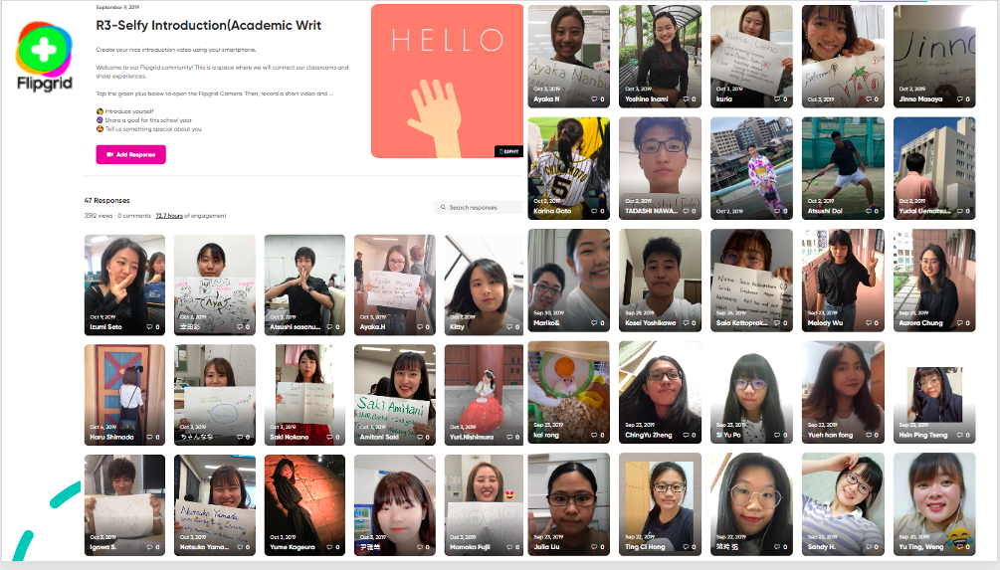 Flipgrid
September 9, 2019
R3-Selfy Introduction(Academic Writ
Create your nice introduction video using your smartphone.
Welcome to our Flipgrid community! This is a space where we will connect our classrooms and
share experiences.
Tap the green plus below to open the Flipgrid Camera. Then, record a short video and ...
Introduce yourself
Share a goal for this school year
Tell us something special about you
Add Response
HELLO
GIPHY
47 Responses
3592 views · 0 comments · 72.7 hours of engagement
Search responses
Ayaka Nanbu
Oct 3, 2019
Ayaka N 0
Oct 3, 2019
Yoshino Inami 0
Kuria Ueno
Oct 3, 2019
kuria 0
Oct 2, 2019
0
Jinno
Oct 2, 2019
Jinno Masaya 0
5
Oct 2, 2019
Karina Goto 0
Oct 2, 2019
TADASHI NAWA... 0
Oct 2, 2019
0
Oct 2, 2019
Atsushi Doi 0
Oct 2, 2019
Yudai Uematsu... 0
Oct 9, 2019
Izumi Seto 0
Oct 2, 2019
幸田彩 0
Oct 3, 2019
Atsushi sasanu... 0
Oct 3, 2019
Ayaka.H 0
Oct 2, 2019
Kitty 0
Sep 30, 2019
Mariko& 0
Sep 29, 2019
Kosei Yoshikawa 0
Sep 26, 2019
Saia Kettoprak... 0
Sep 23, 2019
Melody Wu 0
Sep 23, 2019
Aurora Chung 0
Oct 4, 2019
Haru Shimada 0
Oct 3, 2019
ちゃんなな 0
Oct 3, 2019
Saki Nakano 0
Saki Amitani
Oct 3, 2019
Amitani Saki 0
Oct 3, 2019
Yuri.Nishimura 0
Sep 23, 2019
kai rong 0
Sep 23, 2019
ChingYu Zheng 0
Sep 23, 2019
Si Yu Po 0
Sep 23, 2019
Yueh han fong 0
Sep 23, 2019
Hsin Ping Tseng 0
Oct 3, 2019
Igawa S. 0
Natsuko Yamada
Oct 3, 2019
Natsuko Yama... 0
Oct 3, 2019
Yume Kageura 0
Oct 3, 2019
0
Oct 3, 2019
Momoka Fujii 0
Sep 23, 2019
Julia Liu 0
Sep 22, 2019
Ting Ci Hong 0
Sep 22, 2019
0
Sep 22, 2019
Sandy H. 0
Sep 20, 2019
Yu Ting, Weng 0